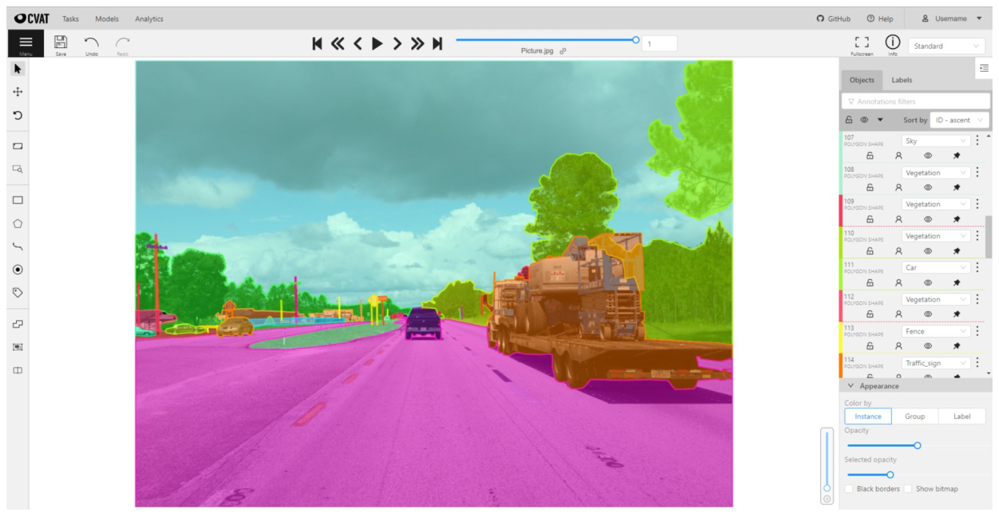 CVAT Tasks Models Analytics GitHub Help Username
Menu Save Undo Redo Picture.jpg 1 Fullscreen Info Standard
Objects Labels
Annotations filters
Sort by ID - ascent
107
POLYGON SHAPE Sky
108
POLYGON SHAPE Vegetation
109
POLYGON SHAPE Vegetation
110
POLYGON SHAPE Vegetation
111
POLYGON SHAPE Car
112
POLYGON SHAPE Vegetation
113
POLYGON SHAPE Fence
114
POLYGON SHAPE Traffic_sign
Appearance
Color by
Instance Group Label
Opacity
Selected opacity
Black borders Show bitmap